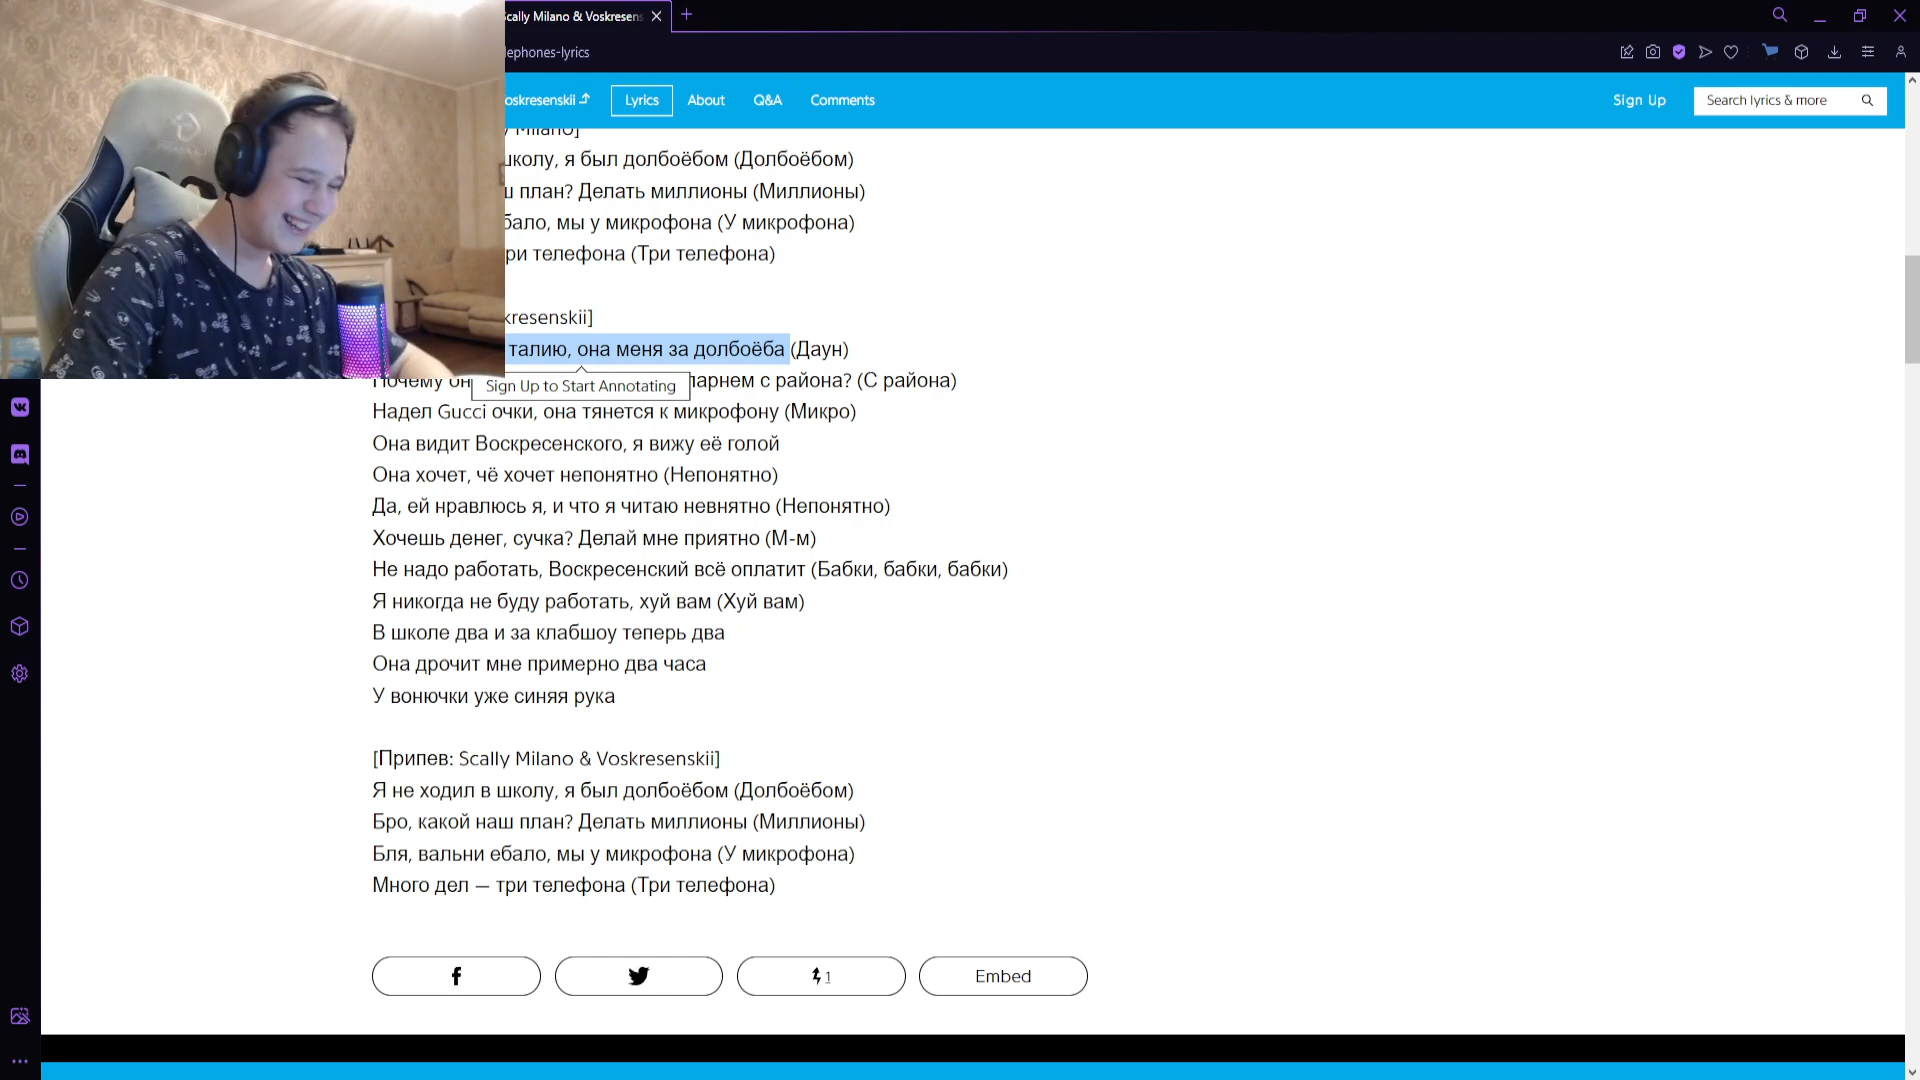 Scally Milano & Voskresens
lephones-lyrics
oskresenskii
Lyrics
About
Q&A
Comments
Sign Up
Search lyrics & more
y Milano]
школу, я был долбоёбом (Долбоёбом)
ш план? Делать миллионы (Миллионы)
бало, мы у микрофона (У микрофона)
ри телефона (Три телефона)
kresenskii]
талию, она меня за долбоёба (Даун)
Почему он парнем с района? (С района)
Sign Up to Start Annotating
Надел Gucci очки, она тянется к микрофону (Микро)
Она видит Воскресенского, я вижу её голой
Она хочет, чё хочет непонятно (Непонятно)
Да, ей нравлюсь я, и что я читаю невнятно (Непонятно)
Хочешь денег, сучка? Делай мне приятно (М-м)
Не надо работать, Воскресенский всё оплатит (Бабки, бабки, бабки)
Я никогда не буду работать, хуй вам (Хуй вам)
В школе два и за клабшоу теперь два
Она дрочит мне примерно два часа
У вонючки уже синяя рука
[Припев: Scally Milano & Voskresenskii]
Я не ходил в школу, я был долбоёбом (Долбоёбом)
Бро, какой наш план? Делать миллионы (Миллионы)
Бля, вальни ебало, мы у микрофона (У микрофона)
Много дел — три телефона (Три телефона)
1
Embed